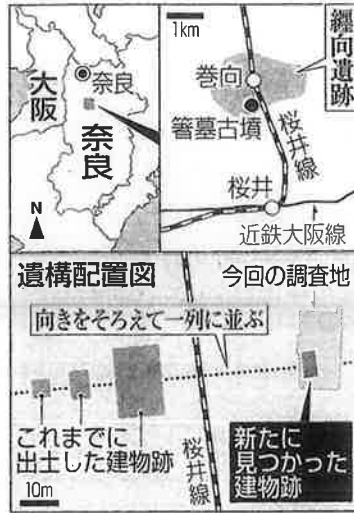 1km
纒向遺跡
奈良
大阪
奈良
N
巻向
箸墓古墳
桜井線
桜井
近鉄大阪線
遺構配置図
今回の調査地
向きをそろえて一列に並ぶ
これまでに
出土した建物跡
桜井線
新たに
見つかった
建物跡
10m